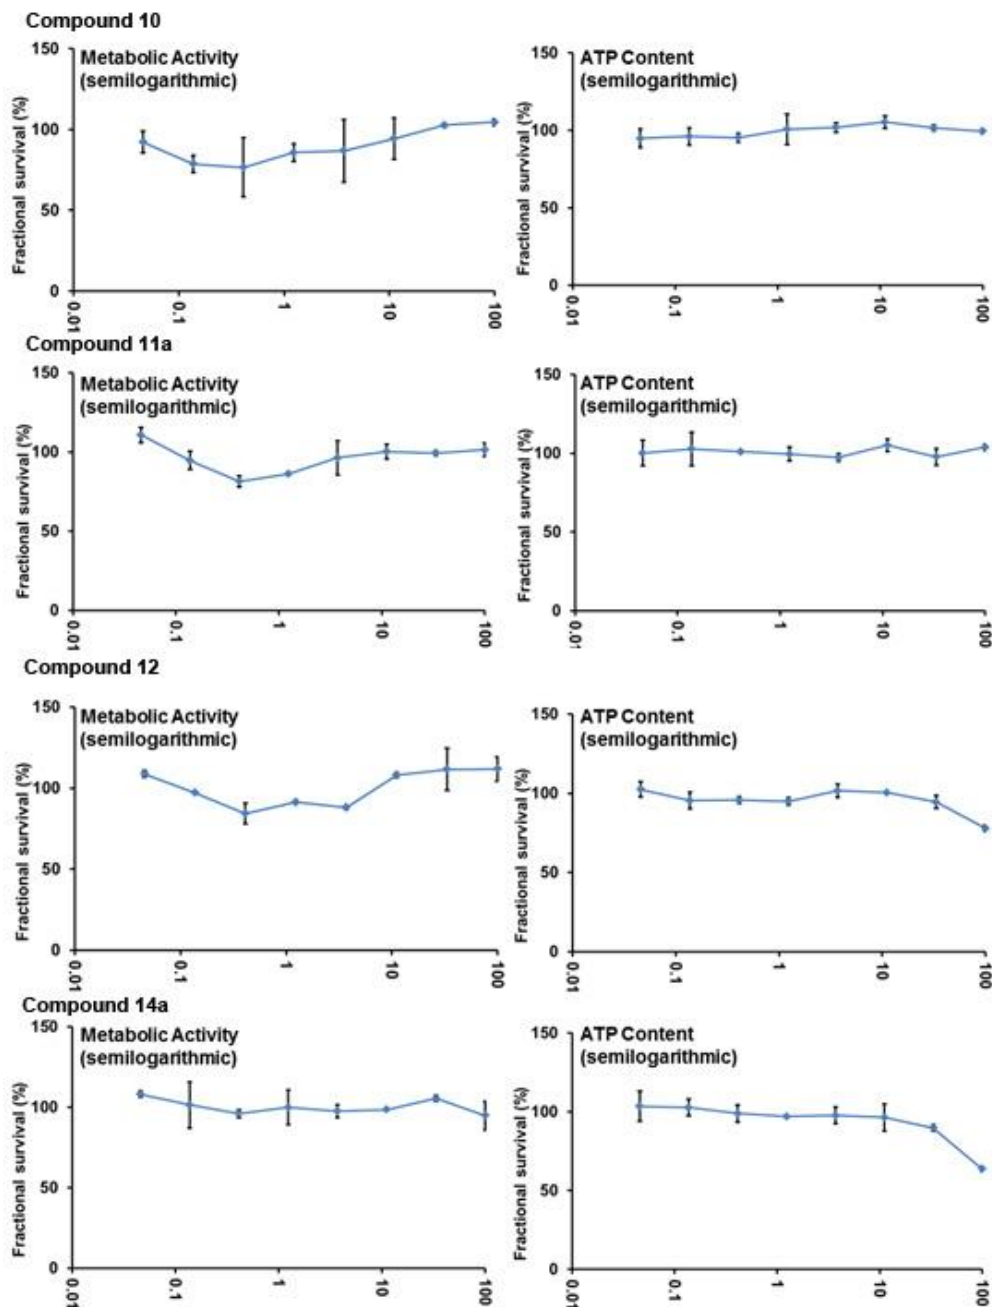 Compound 10
Metabolic Activity
(semilogarithmic)
Fractional survival (%)
150
100
50
0
0.01
0.1
1
10
100
ATP Content
(semilogarithmic)
Fractional survival (%)
150
100
50
0
0.01
0.1
1
10
100
Compound 11a
Metabolic Activity
(semilogarithmic)
Fractional survival (%)
150
100
50
0
0.01
0.1
1
10
100
ATP Content
(semilogarithmic)
Fractional survival (%)
150
100
50
0
0.01
0.1
1
10
100
Compound 12
Metabolic Activity
(semilogarithmic)
Fractional survival (%)
150
100
50
0
0.01
0.1
1
10
100
ATP Content
(semilogarithmic)
Fractional survival (%)
150
100
50
0
0.01
0.1
1
10
100
Compound 14a
Metabolic Activity
(semilogarithmic)
Fractional survival (%)
150
100
50
0
0.01
0.1
1
10
100
ATP Content
(semilogarithmic)
Fractional survival (%)
150
100
50
0
0.01
0.1
1
10
100